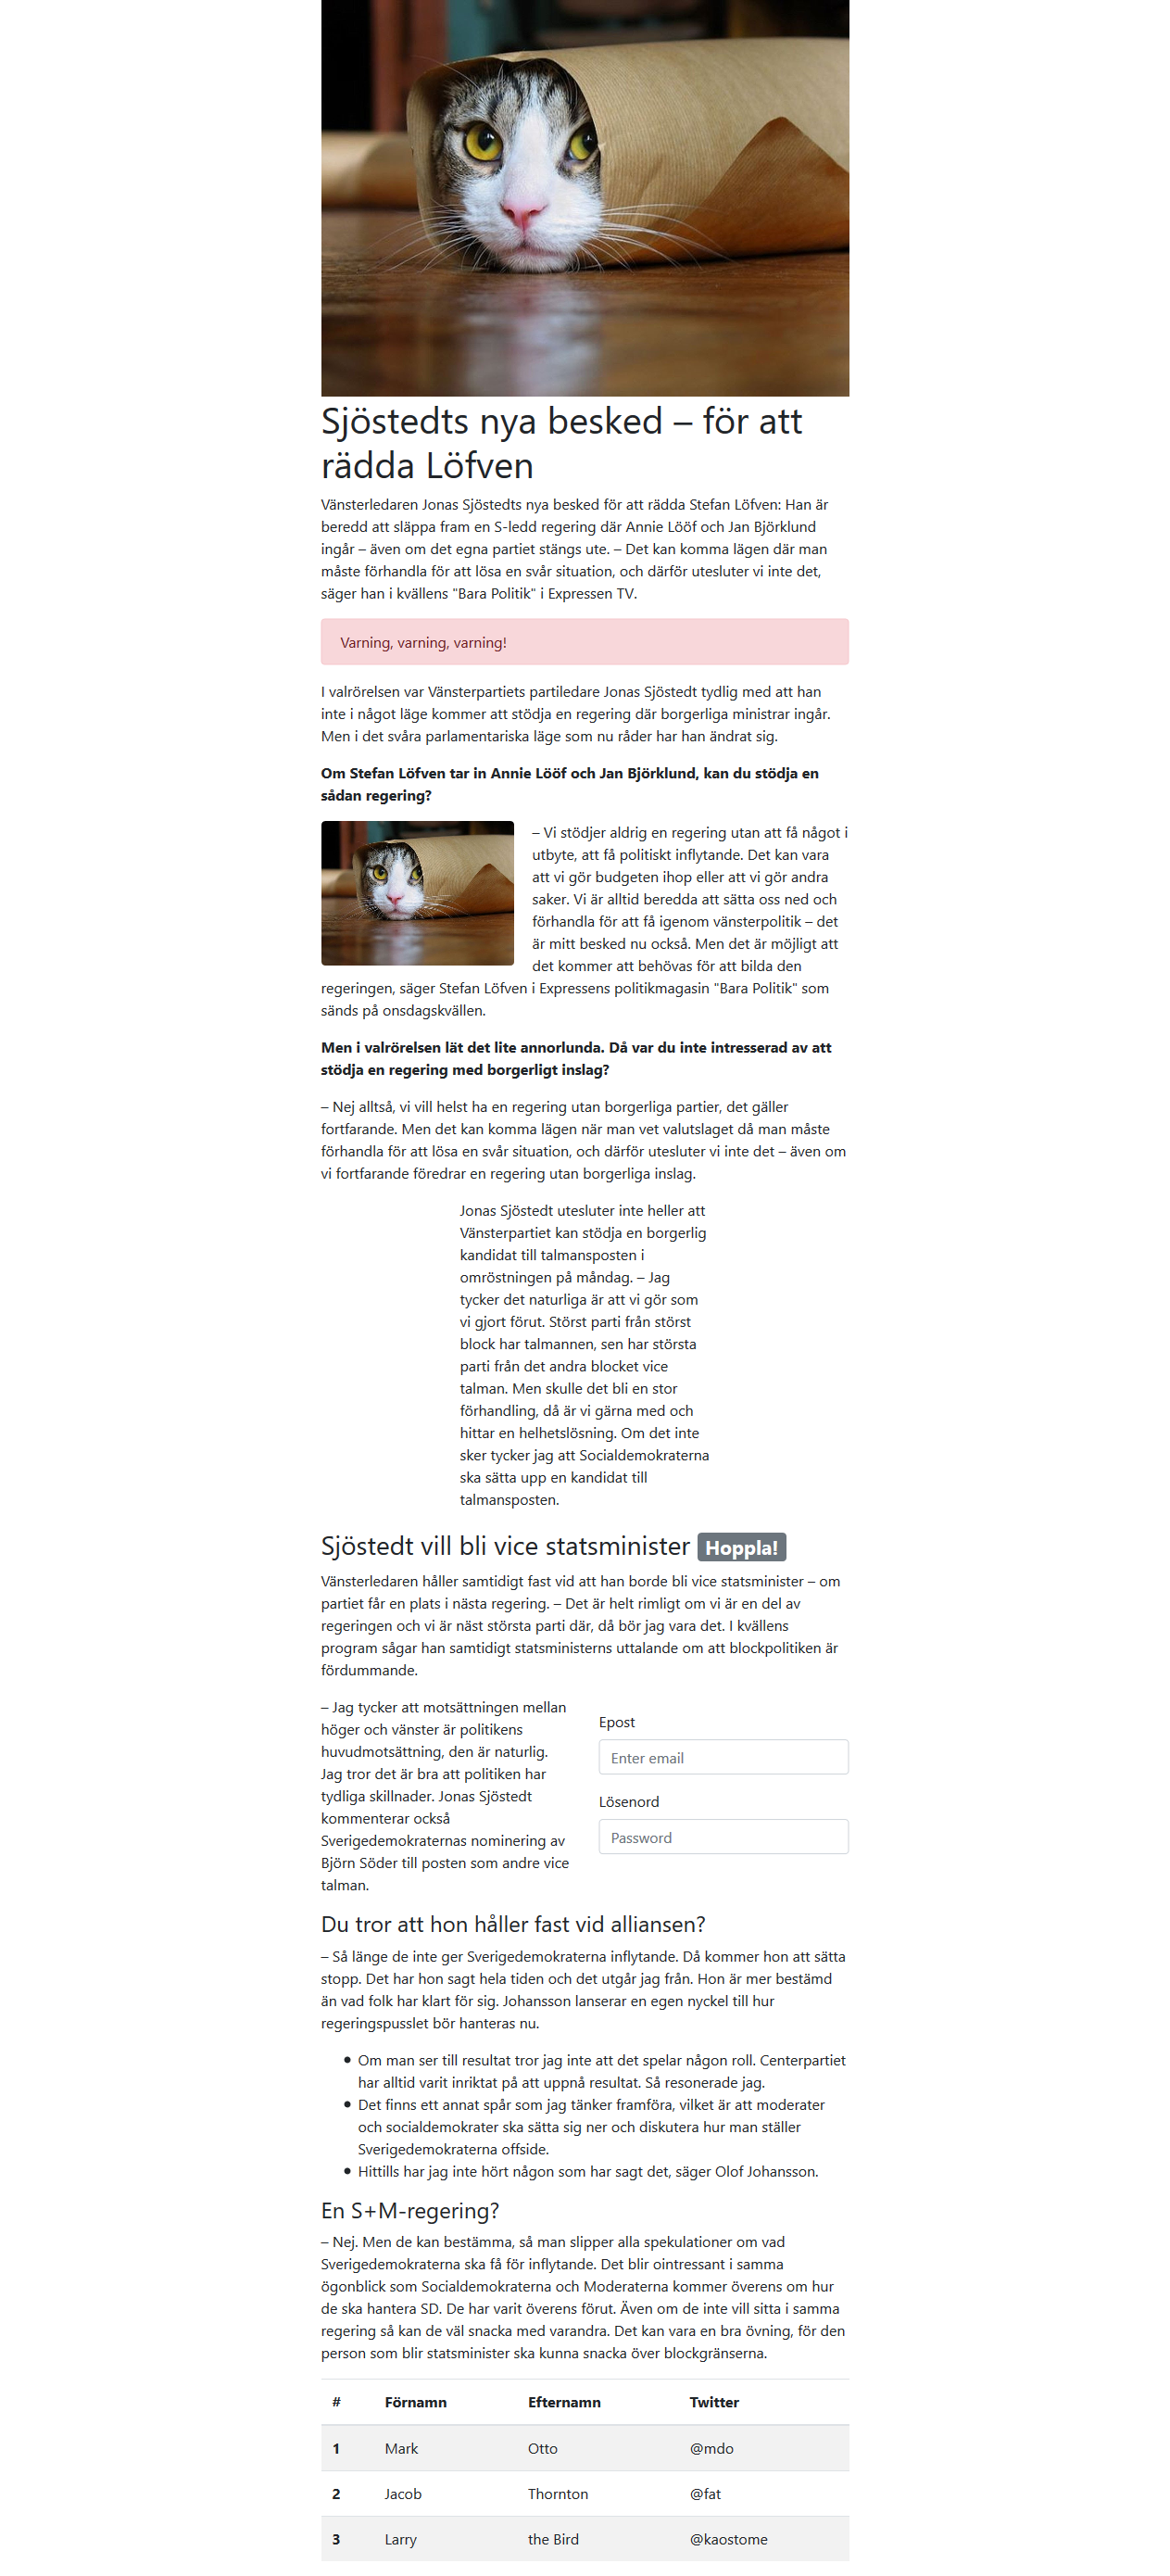 Sjöstedts nya besked – för att
rädda Löfven
Vänsterledaren Jonas Sjöstedts nya besked för att rädda Stefan Löfven: Han är
beredd att släppa fram en S-ledd regering där Annie Lööf och Jan Björklund
ingår – även om det egna partiet stängs ute. – Det kan komma lägen där man
måste förhandla för att lösa en svår situation, och därför utesluter vi inte det,
säger han i kvällens "Bara Politik" i Expressen TV.
Varning, varning, varning!
I valrörelsen var Vänsterpartiets partiledare Jonas Sjöstedt tydlig med att han
inte i något läge kommer att stödja en regering där borgerliga ministrar ingår.
Men i det svåra parlamentariska läge som nu råder har han ändrat sig.
Om Stefan Löfven tar in Annie Lööf och Jan Björklund, kan du stödja en
sådan regering?
– Vi stödjer aldrig en regering utan att få något i
utbyte, att få politiskt inflytande. Det kan vara
att vi gör budgeten ihop eller att vi gör andra
saker. Vi är alltid beredda att sätta oss ned och
förhandla för att få igenom vänsterpolitik – det
är mitt besked nu också. Men det är möjligt att
det kommer att behövas för att bilda den
regeringen, säger Stefan Löfven i Expressens politikmagasin "Bara Politik" som
sänds på onsdagskvällen.
Men i valrörelsen lät det lite annorlunda. Då var du inte intresserad av att
stödja en regering med borgerligt inslag?
– Nej alltså, vi vill helst ha en regering utan borgerliga partier, det gäller
fortfarande. Men det kan komma lägen när man vet valutslaget då man måste
förhandla för att lösa en svår situation, och därför utesluter vi inte det – även om
vi fortfarande föredrar en regering utan borgerliga inslag.
Jonas Sjöstedt utesluter inte heller att
Vänsterpartiet kan stödja en borgerlig
kandidat till talmansposten i
omröstningen på måndag. – Jag
tycker det naturliga är att vi gör som
vi gjort förut. Störst parti från störst
block har talmannen, sen har största
parti från det andra blocket vice
talman. Men skulle det bli en stor
förhandling, då är vi gärna med och
hittar en helhetslösning. Om det inte
sker tycker jag att Socialdemokraterna
ska sätta upp en kandidat till
talmansposten.
Sjöstedt vill bli vice statsminister Hoppla!
Vänsterledaren håller samtidigt fast vid att han borde bli vice statsminister – om
partiet får en plats i nästa regering. – Det är helt rimligt om vi är en del av
regeringen och vi är näst största parti där, då bör jag vara det. I kvällens
program sågar han samtidigt statsministerns uttalande om att blockpolitiken är
fördummande.
– Jag tycker att motsättningen mellan
höger och vänster är politikens
huvudmotsättning, den är naturlig.
Jag tror det är bra att politiken har
tydliga skillnader. Jonas Sjöstedt
kommenterar också
Sverigedemokraternas nominering av
Björn Söder till posten som andre vice
talman.
Epost
Enter email
Lösenord
Password
Du tror att hon håller fast vid alliansen?
– Så länge de inte ger Sverigedemokraterna inflytande. Då kommer hon att sätta
stopp. Det har hon sagt hela tiden och det utgår jag från. Hon är mer bestämd
än vad folk har klart för sig. Johansson lanserar en egen nyckel till hur
regeringspusslet bör hanteras nu.
• Om man ser till resultat tror jag inte att det spelar någon roll. Centerpartiet
har alltid varit inriktat på att uppnå resultat. Så resonerade jag.
• Det finns ett annat spår som jag tänker framföra, vilket är att moderater
och socialdemokrater ska sätta sig ner och diskutera hur man ställer
Sverigedemokraterna offside.
• Hittills har jag inte hört någon som har sagt det, säger Olof Johansson.
En S+M-regering?
– Nej. Men de kan bestämma, så man slipper alla spekulationer om vad
Sverigedemokraterna ska få för inflytande. Det blir ointressant i samma
ögonblick som Socialdemokraterna och Moderaterna kommer överens om hur
de ska hantera SD. De har varit överens förut. Även om de inte vill sitta i samma
regering så kan de väl snacka med varandra. Det kan vara en bra övning, för den
person som blir statsminister ska kunna snacka över blockgränserna.
# Förnamn Efternamn Twitter
1 Mark Otto @mdo
2 Jacob Thornton @fat
3 Larry the Bird @kaostome